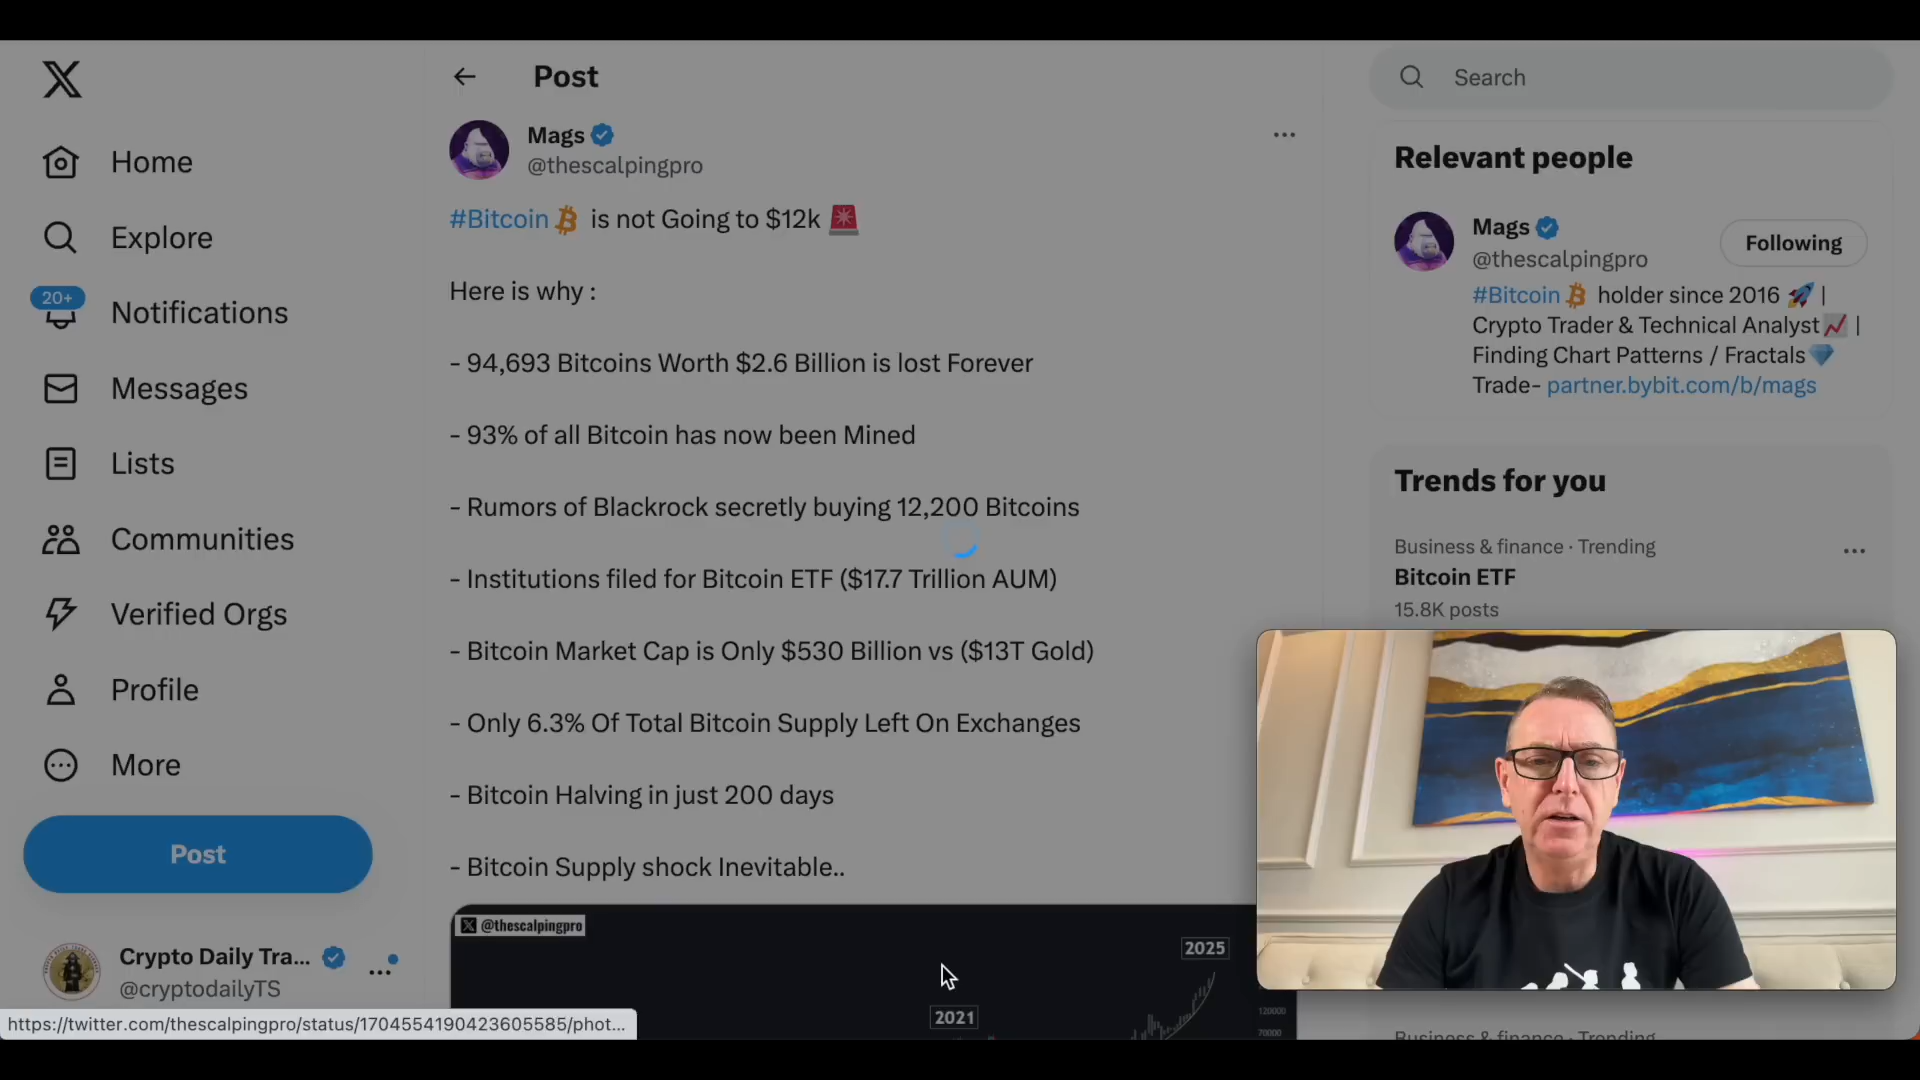 Home
Explore
20+
Notifications
Messages
Lists
Communities
Verified Orgs
Profile
More
Post
Crypto Daily Tra...
@cryptodailyTS
https://twitter.com/thescalpingpro/status/1704554190423605585/phot...
Post
Mags
@thescalpingpro
#Bitcoin is not Going to $12k
Here is why :
- 94,693 Bitcoins Worth $2.6 Billion is lost Forever
- 93% of all Bitcoin has now been Mined
- Rumors of Blackrock secretly buying 12,200 Bitcoins
- Institutions filed for Bitcoin ETF ($17.7 Trillion AUM)
- Bitcoin Market Cap is Only $530 Billion vs ($13T Gold)
- Only 6.3% Of Total Bitcoin Supply Left On Exchanges
- Bitcoin Halving in just 200 days
- Bitcoin Supply shock Inevitable..
@thescalpingpro
2025
2021
120000
70000
Search
Relevant people
Mags
Following
@thescalpingpro
#Bitcoin holder since 2016 |
Crypto Trader & Technical Analyst |
Finding Chart Patterns / Fractals
Trade- partner.bybit.com/b/mags
Trends for you
Business & finance · Trending
Bitcoin ETF
15.8K posts
Business & finance · Trending